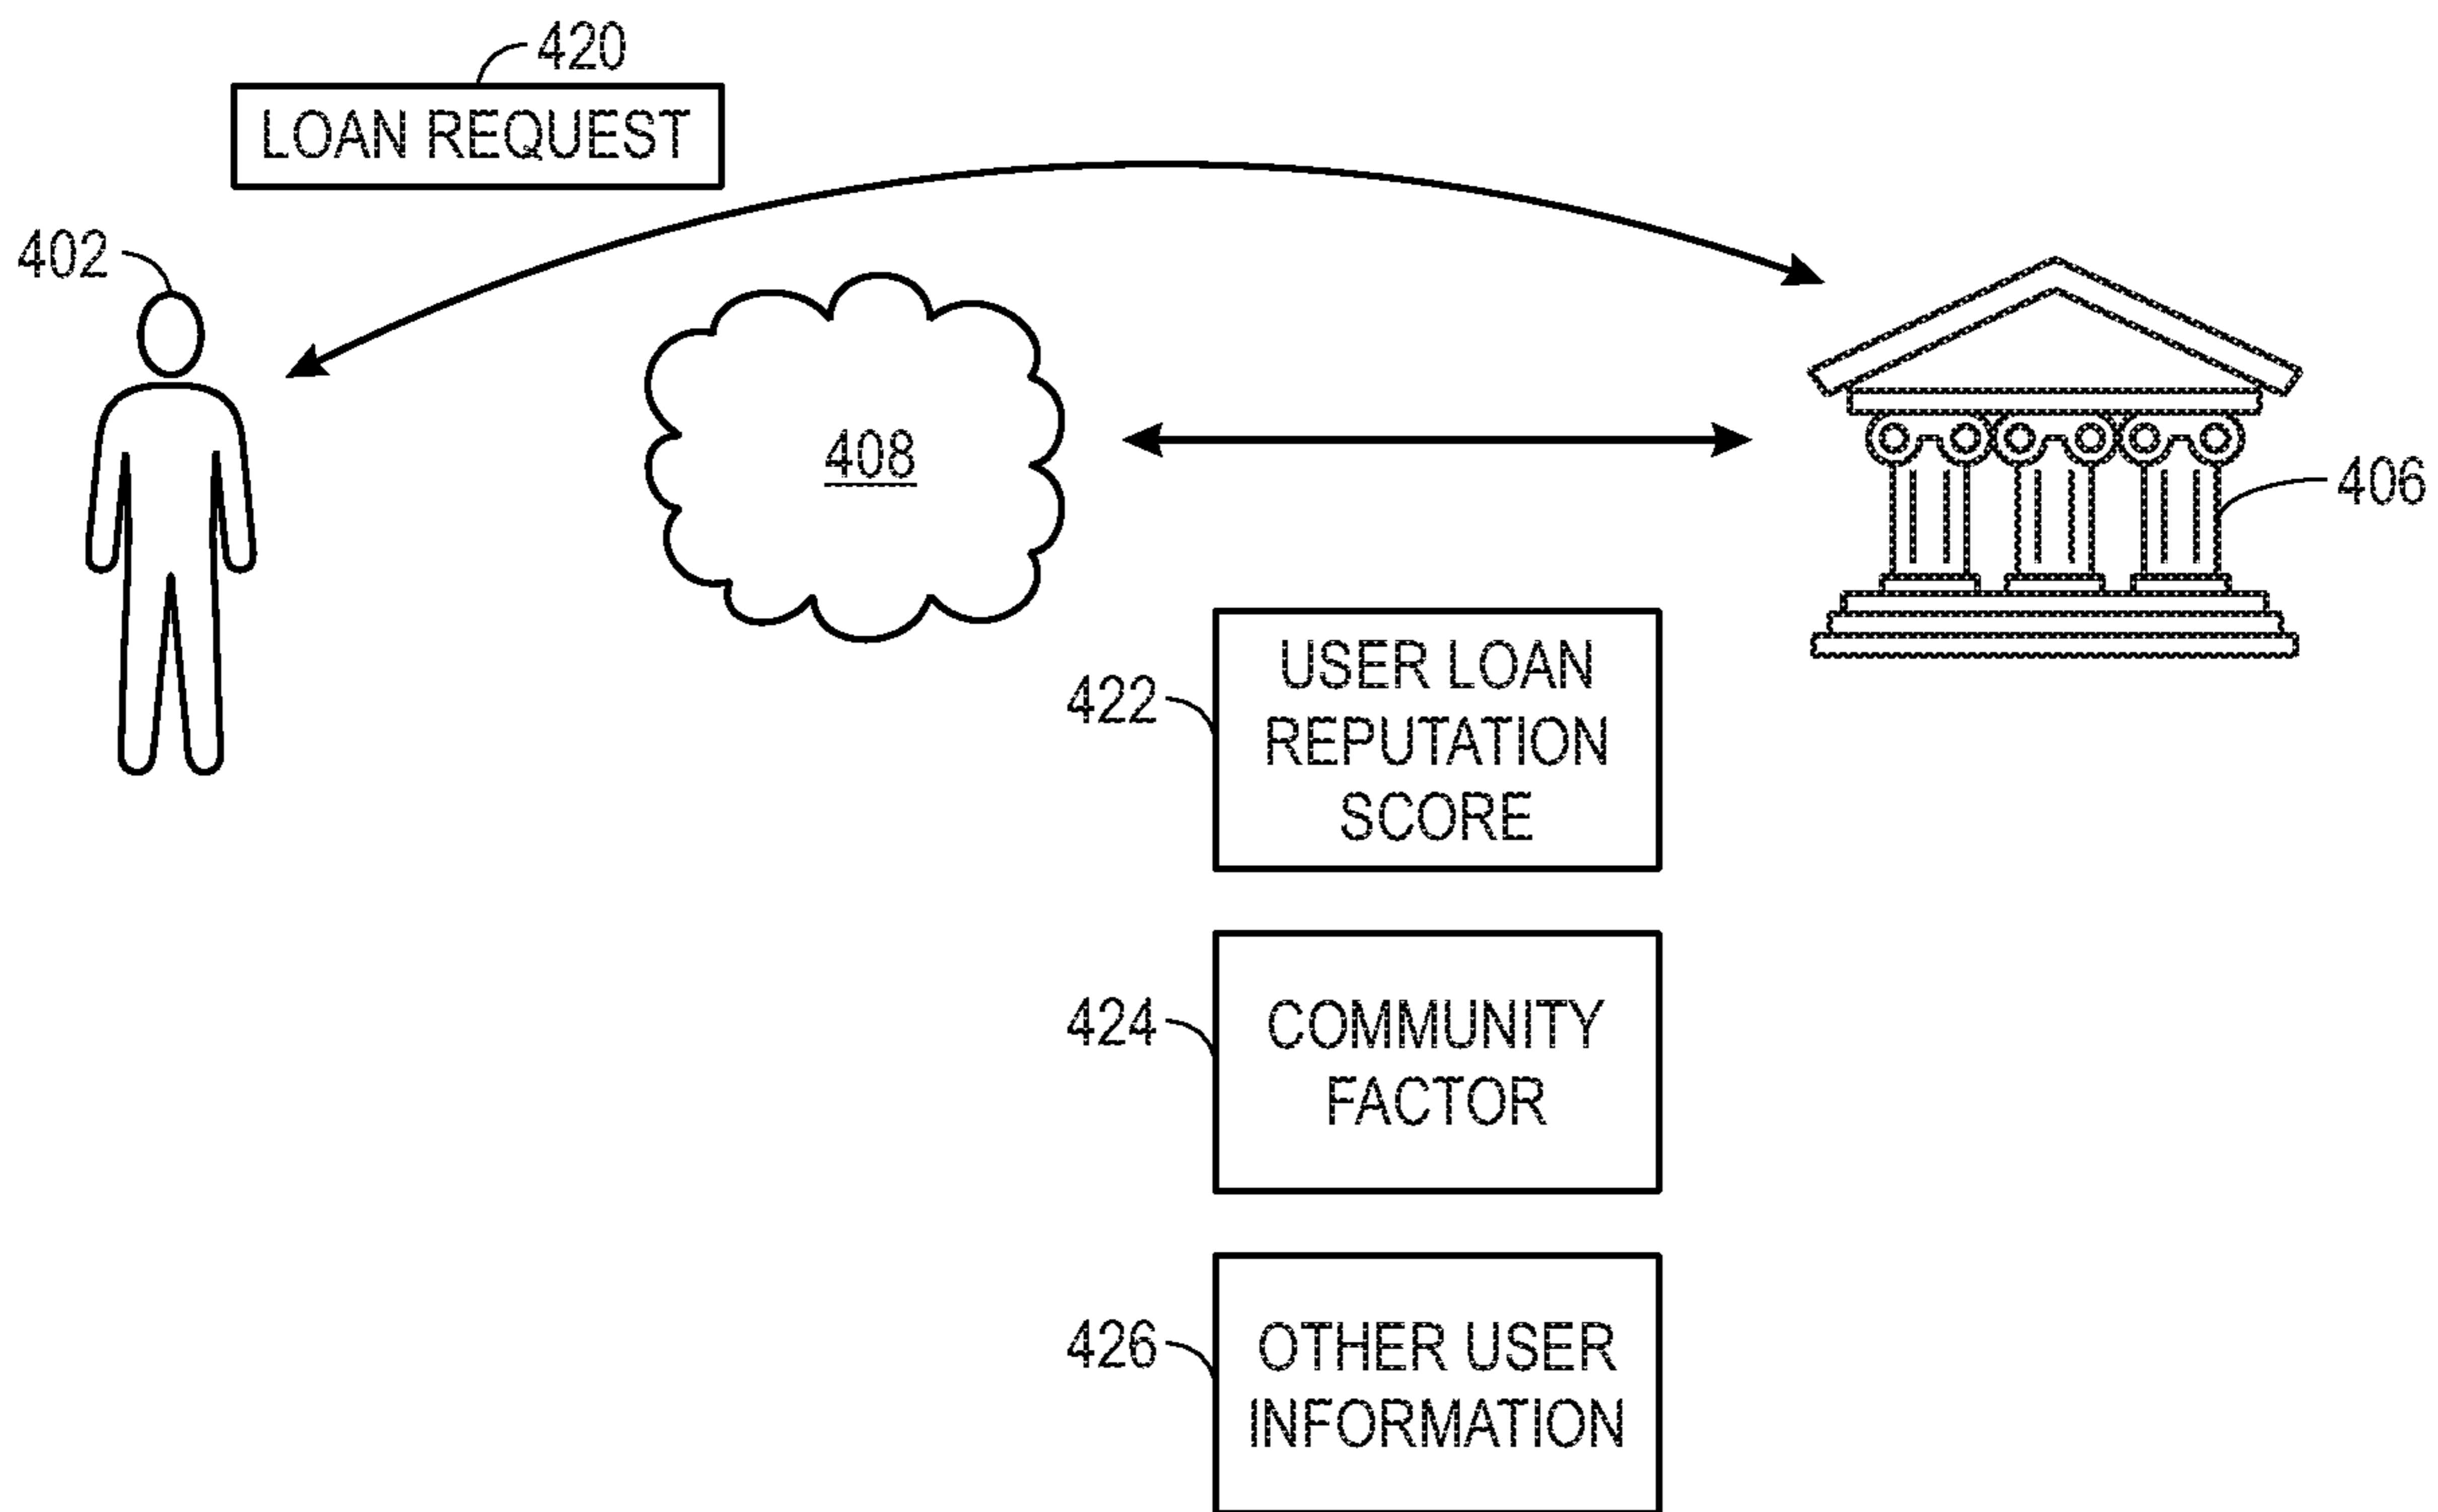 420
LOAN REQUEST
402
408
406
422
USER LOAN
REPUTATION
SCORE
424
COMMUNITY
FACTOR
426
OTHER USER
INFORMATION